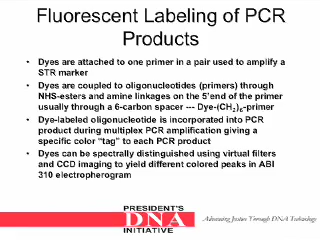 Fluorescent Labeling of PCR
Products
• Dyes are attached to one primer in a pair used to amplify a
STR marker
• Dyes are coupled to oligonucleotides (primers) through
NHS-esters and amine linkages on the 5'end of the primer
usually through a 6-carbon spacer --- Dye-(CH2)6-primer
• Dye-labeled oligonucleotide is incorporated into PCR
product during multiplex PCR amplification giving a
specific color “tag” to each PCR product
• Dyes can be spectrally distinguished using virtual filters
and CCD imaging to yield different colored peaks in ABI
310 electropherogram
PRESIDENT'S
DNA
INITIATIVE
Advancing Justice Through DNA Technology